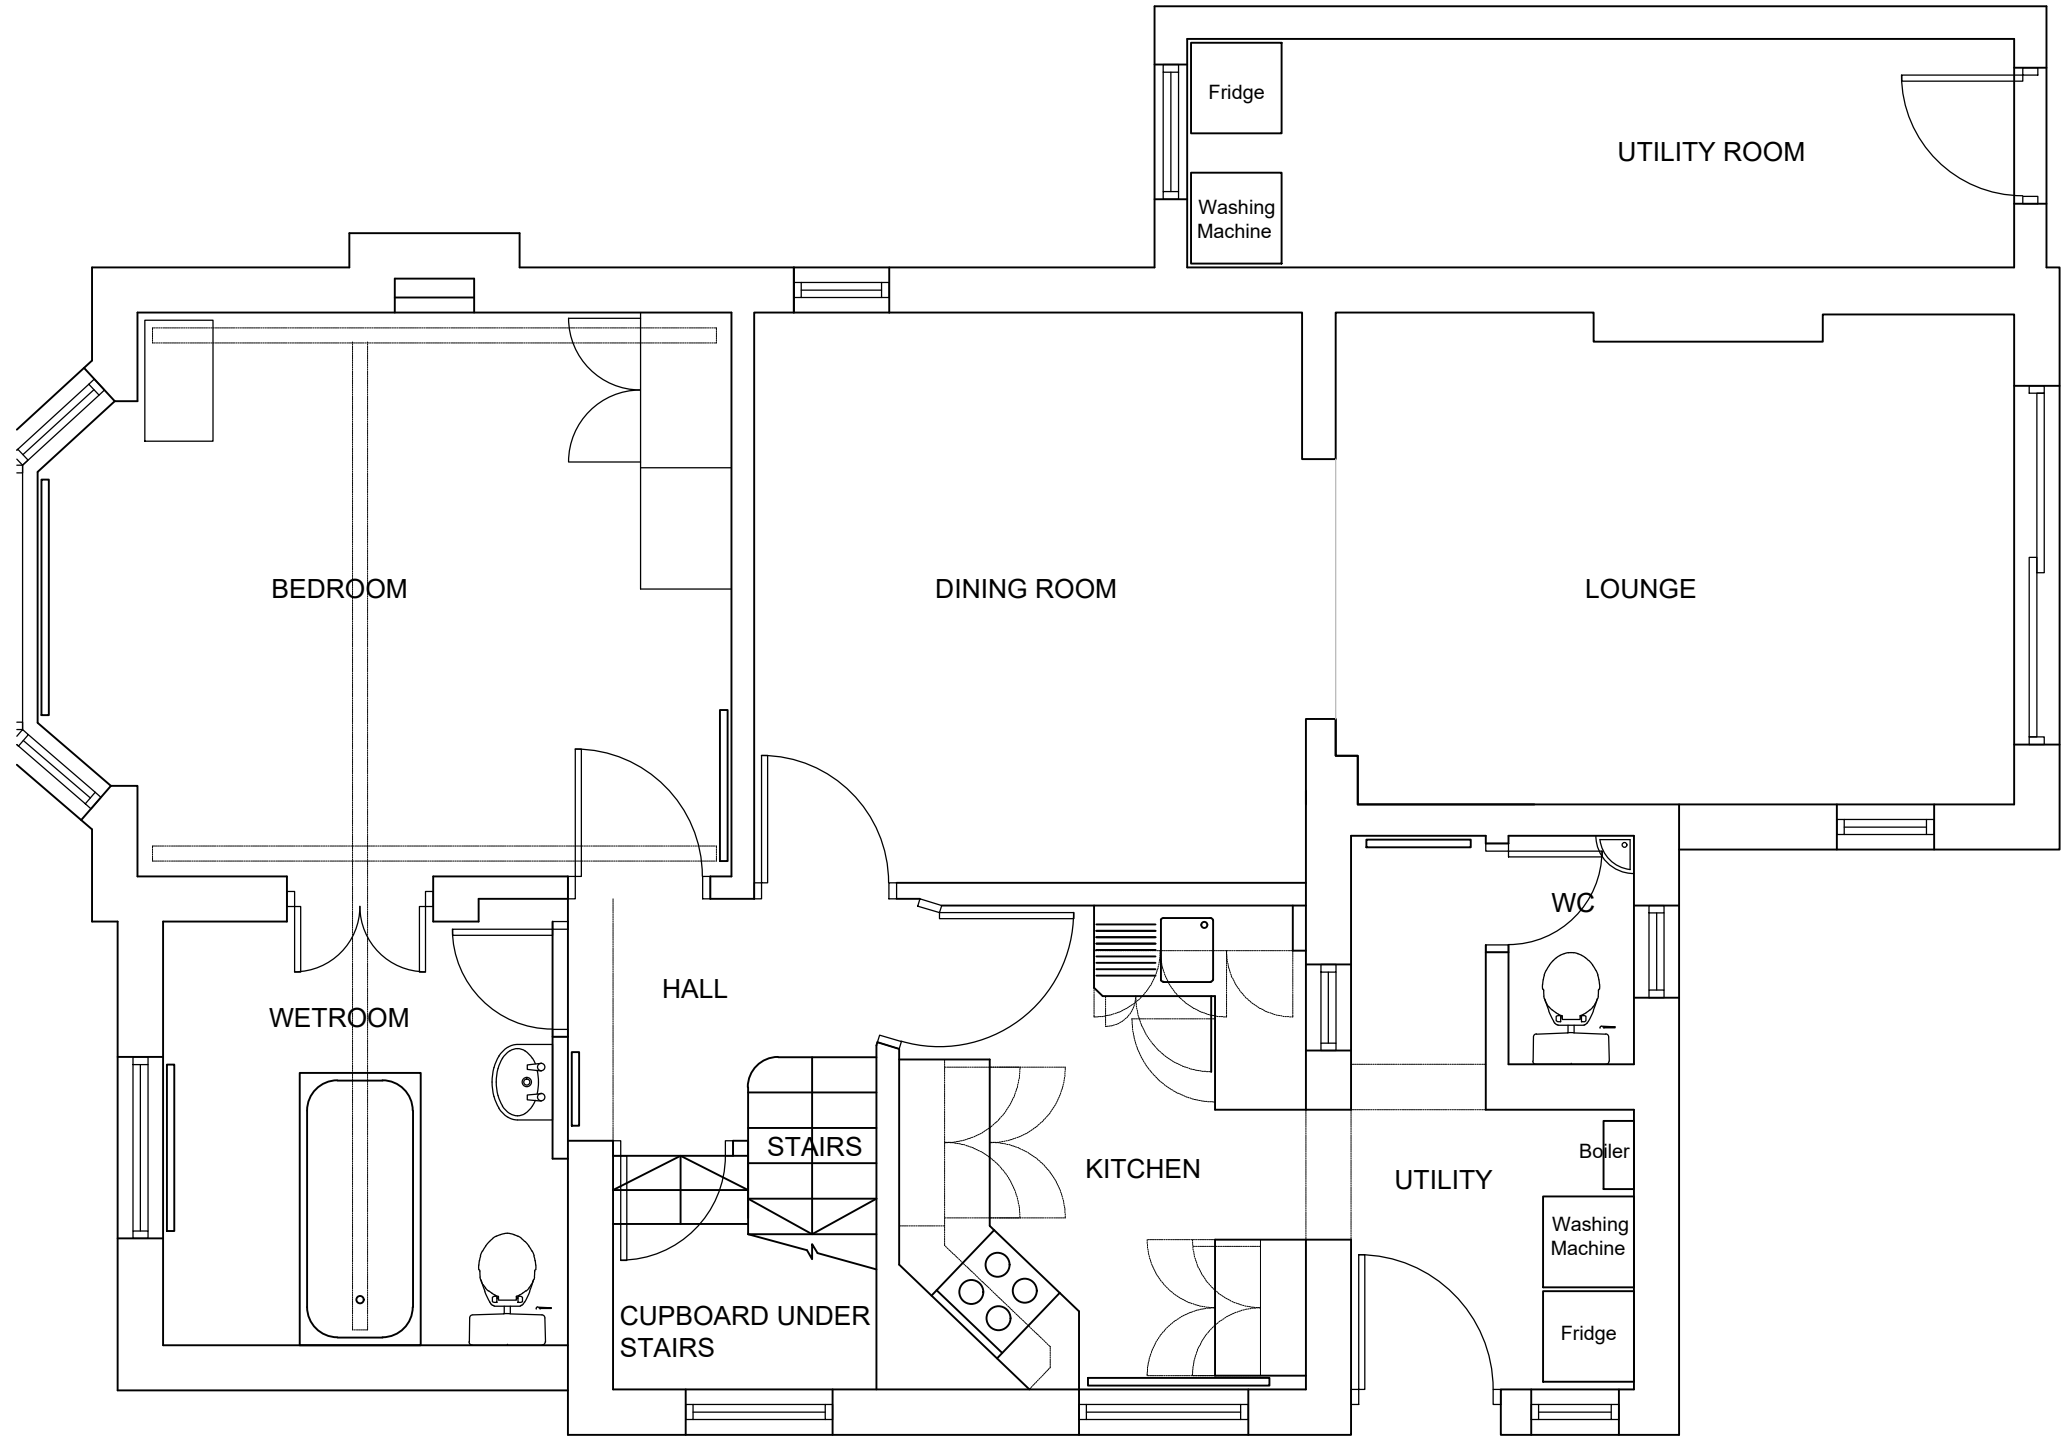 Fridge
UTILITY ROOM
Washing
Machine
BEDROOM
DINING ROOM
LOUNGE
WC
HALL
WETROOM
STAIRS
KITCHEN
UTILITY
Boiler
Washing
Machine
CUPBOARD UNDER
STAIRS
Fridge